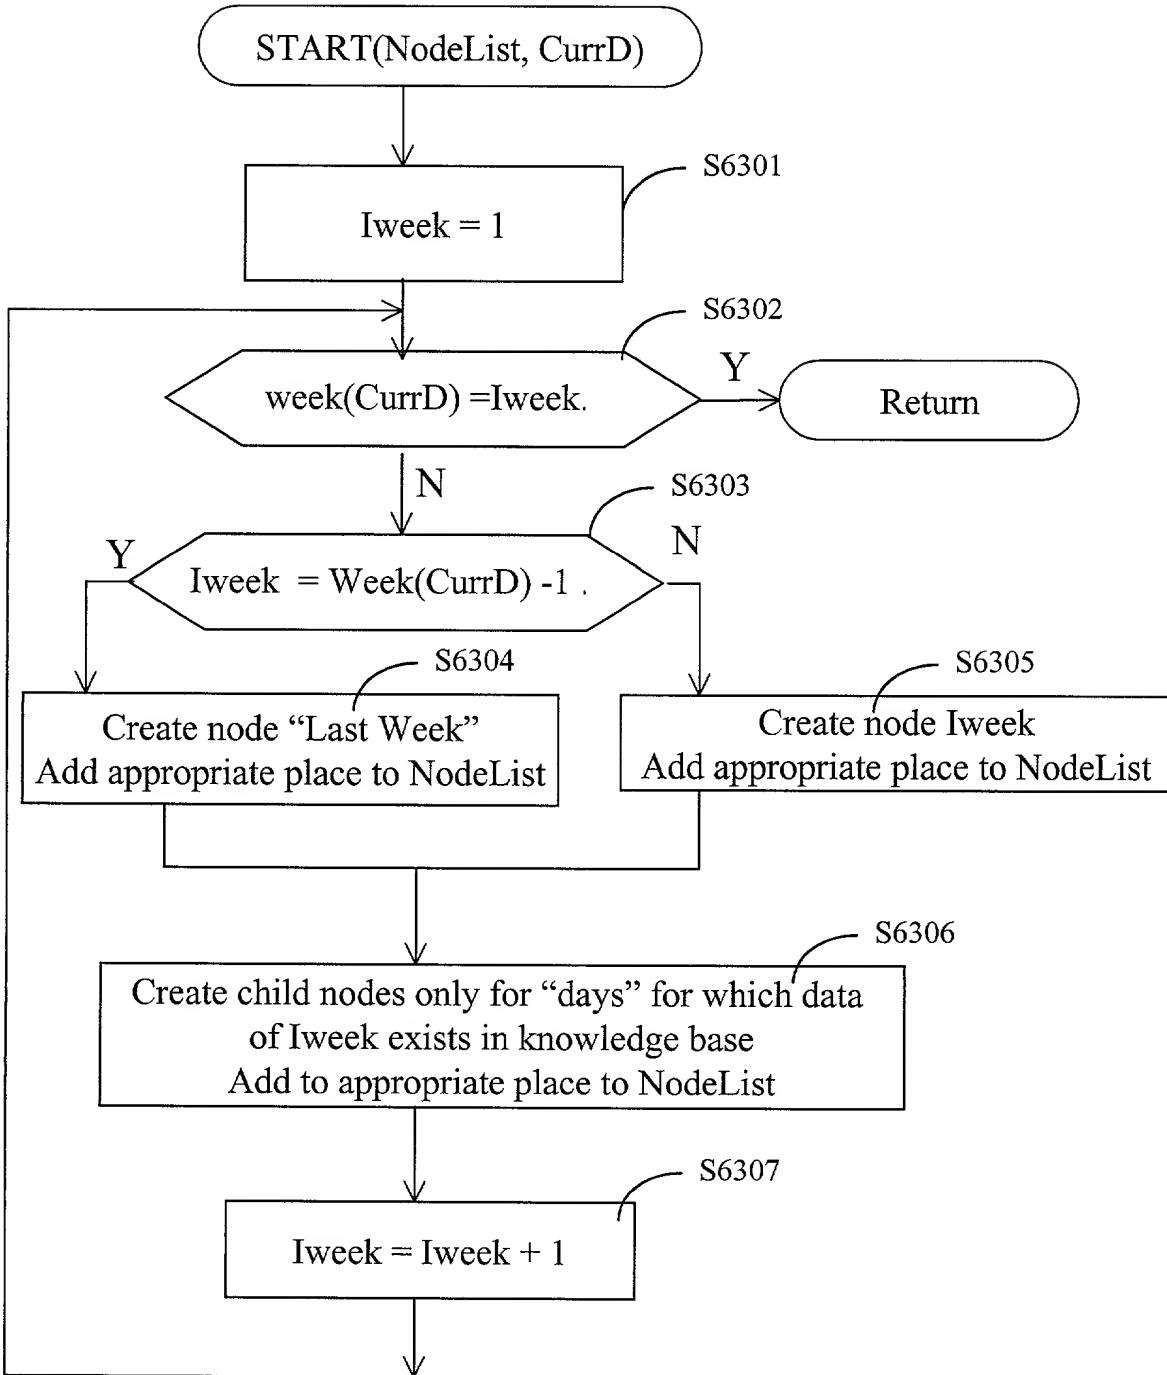 START(NodeList, CurrD)
S6301
Iweek = 1
S6302
week(CurrD) =Iweek.
Y
Return
N
S6303
Y
N
Iweek = Week(CurrD) -1 .
S6304
S6305
Create node “Last Week”
Add appropriate place to NodeList
Create node Iweek
Add appropriate place to NodeList
S6306
Create child nodes only for “days” for which data
of Iweek exists in knowledge base
Add to appropriate place to NodeList
S6307
Iweek = Iweek + 1